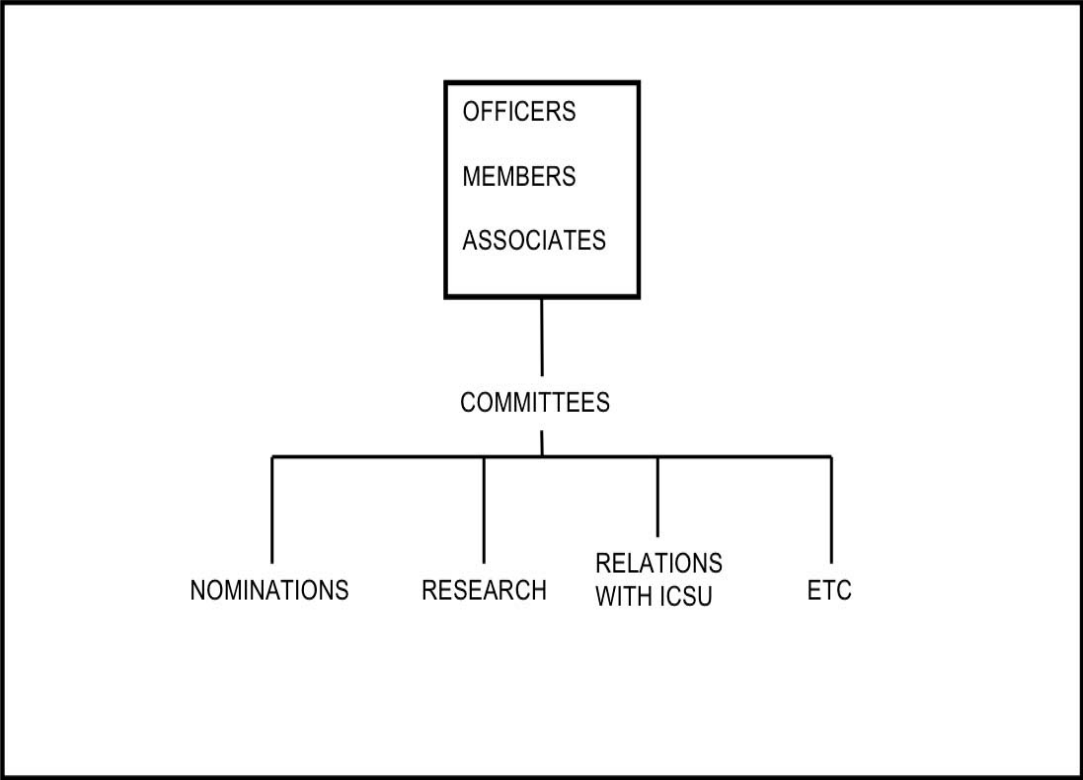 OFFICERS
MEMBERS
ASSOCIATES
COMMITTEES
NOMINATIONS
RESEARCH
RELATIONS
WITH ICSU
ETC